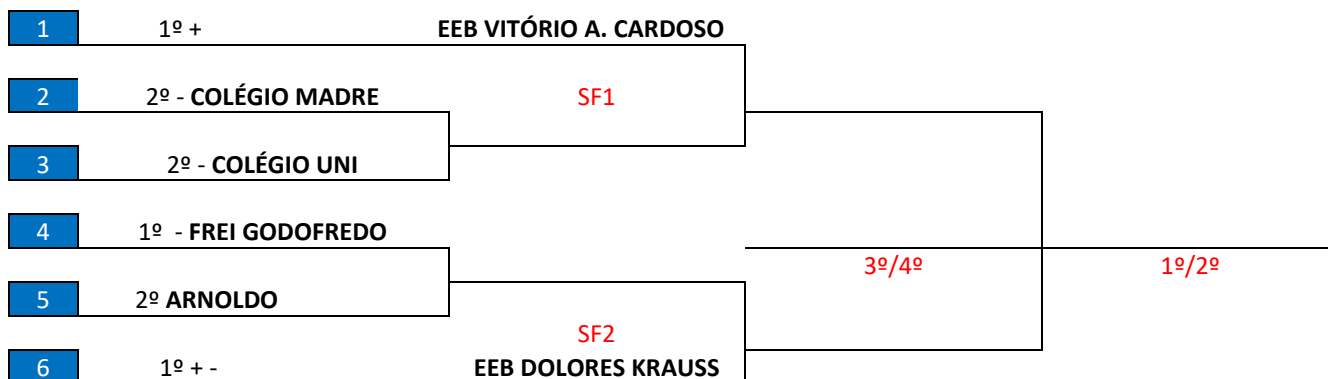 1 1º + EEB VITÓRIO A. CARDOSO
2 2º - COLÉGIO MADRE SF1
3 2º - COLÉGIO UNI
4 1º - FREI GODOFREDO
3º/4º 1º/2º
5 2º ARNOLDO
SF2
6 1º + - EEB DOLORES KRAUSS